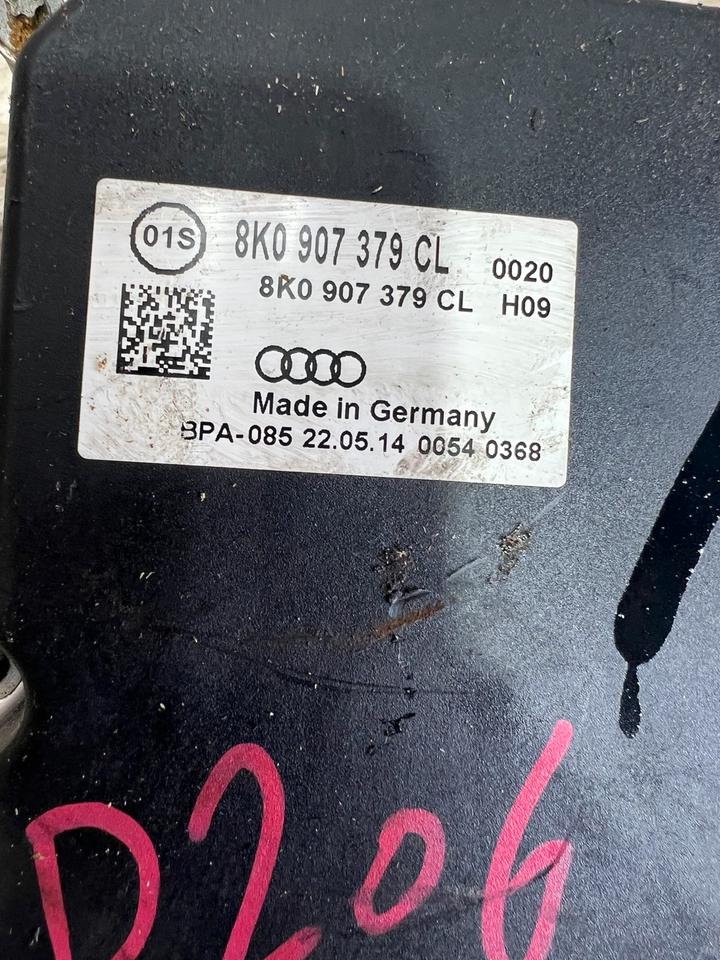 01S 8K0 907 379 CL 0020
8K0 907 379 CL H09
Made in Germany
BPA-085 22.05.14 0054 0368
D206